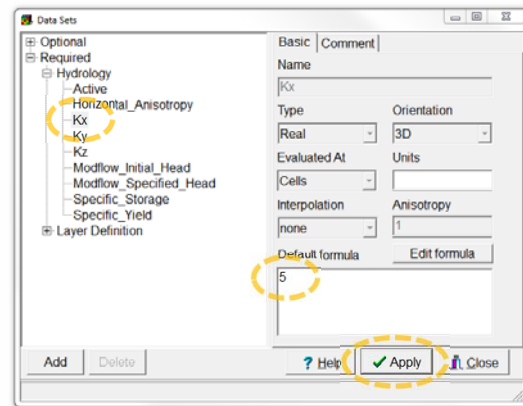 Data Sets
Optional
Required
Hydrology
Active
Horizontal_Anisotropy
Kx
Ky
Kz
Modflow_Initial_Head
Modflow_Specified_Head
Specific_Storage
Specific_Yield
Layer Definition
Basic Comment
Name
Kx
Type Orientation
Real 3D
Evaluated At Units
Cells
Interpolation Anisotropy
none 1
Default formula Edit formula
5
Add Delete ? Help Apply Close